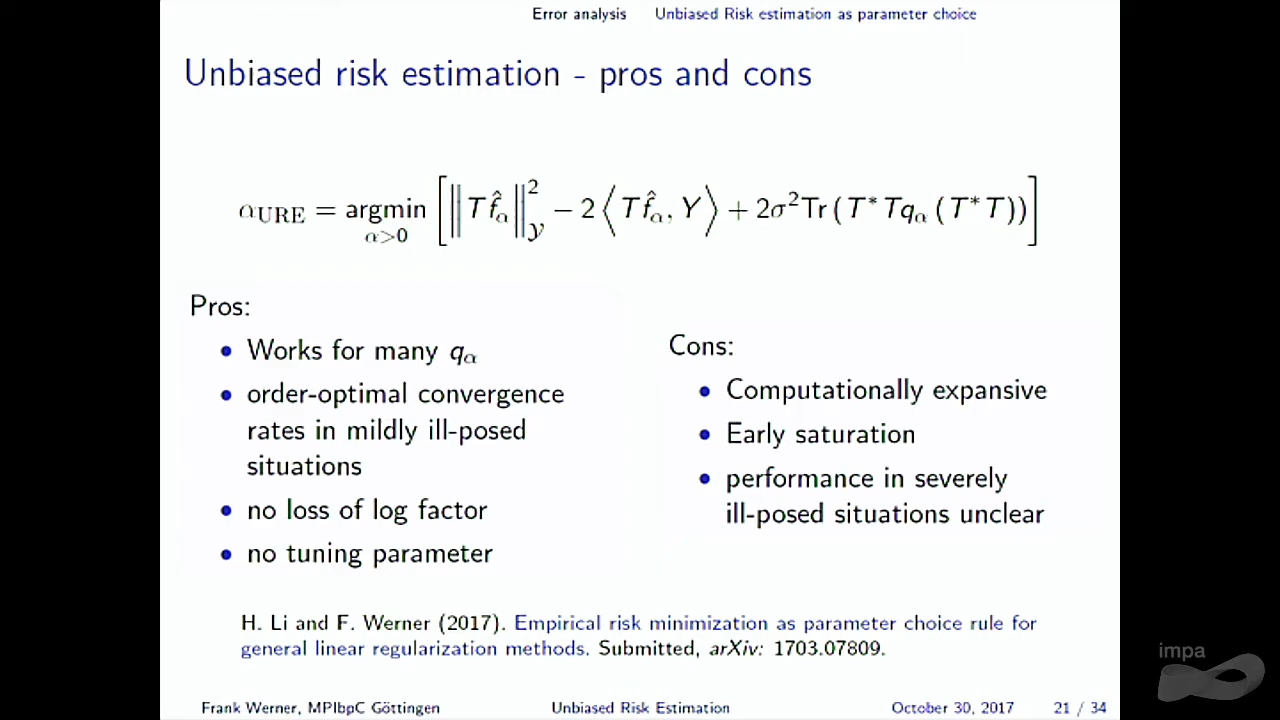 Error analysis Unbiased Risk estimation as parameter choice
Unbiased risk estimation - pros and cons
α_URE = argmin_{α>0} [ ‖T f̂_α‖²_𝒴 − 2 ⟨T f̂_α, Y⟩ + 2σ²Tr (T*Tq_α (T*T)) ]
Pros:
• Works for many q_α
• order-optimal convergence
rates in mildly ill-posed
situations
• no loss of log factor
• no tuning parameter
Cons:
• Computationally expansive
• Early saturation
• performance in severely
ill-posed situations unclear
H. Li and F. Werner (2017). Empirical risk minimization as parameter choice rule for
general linear regularization methods. Submitted, arXiv: 1703.07809.
impa
Frank Werner, MPIbpC Göttingen Unbiased Risk Estimation October 30, 2017 21 / 34